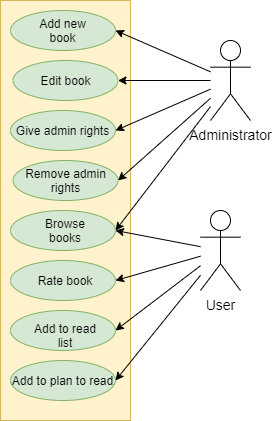 Add new
book
Edit book
Give admin rights
Administrator
Remove admin
rights
Browse
books
Rate book
User
Add to read
list
Add to plan to read